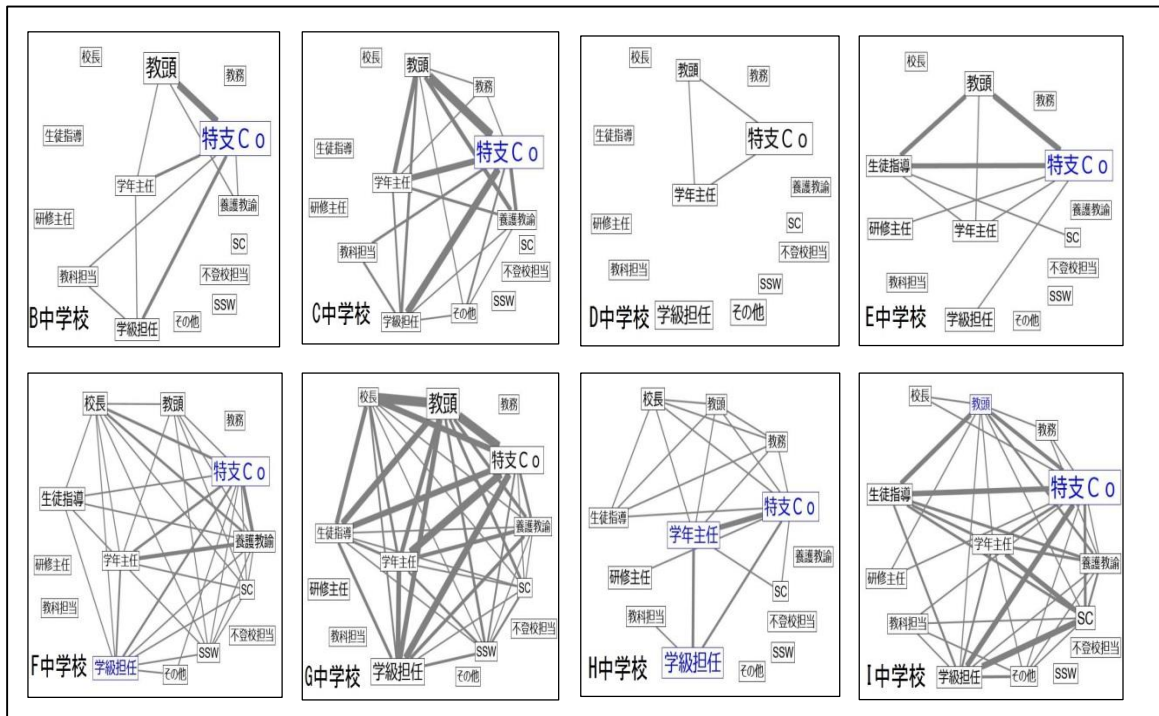 校長
教頭
教務
生徒指導
特支Ｃｏ
学年主任
養護教諭
研修主任
SC
教科担当
不登校担当
SSW
B中学校
学級担任
その他
校長
教頭
教務
生徒指導
特支Ｃｏ
学年主任
研修主任
養護教諭
SC
教科担当
不登校担当
SSW
C中学校
学級担任
その他
校長
教頭
教務
生徒指導
特支Ｃｏ
学年主任
養護教諭
研修主任
SC
教科担当
不登校担当
SSW
D中学校
学級担任
その他
校長
教頭
教務
生徒指導
特支Ｃｏ
養護教諭
研修主任
学年主任
SC
教科担当
不登校担当
SSW
E中学校
学級担任
その他
校長
教頭
教務
特支Ｃｏ
生徒指導
養護教諭
学年主任
研修主任
SC
教科担当
不登校担当
SSW
F中学校
学級担任
その他
校長
教頭
教務
特支Ｃｏ
生徒指導
養護教諭
学年主任
研修主任
SC
教科担当
不登校担当
SSW
G中学校
学級担任
その他
校長
教頭
教務
特支Ｃｏ
生徒指導
学年主任
養護教諭
研修主任
SC
教科担当
不登校担当
SSW
H中学校
学級担任
その他
校長
教頭
教務
特支Ｃｏ
生徒指導
学年主任
養護教諭
研修主任
SC
教科担当
不登校担当
SSW
I中学校
学級担任
その他